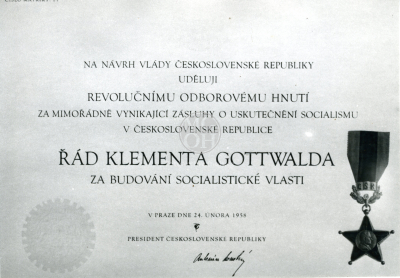 NA NÁVRH VLÁDY ČESKOSLOVENSKÉ REPUBLIKY
UDĚLUJI
REVOLUČNÍMU ODBOROVÉMU HNUTÍ
ZA MIMOŘÁDNĚ VYNIKAJÍCÍ ZÁSLUHY O USKUTEČNĚNÍ SOCIALISMU
V ČESKOSLOVENSKÉ REPUBLICE
ŘÁD KLEMENTA GOTTWALDA
ZA BUDOVÁNÍ SOCIALISTICKÉ VLASTI
V PRAZE DNE 24. ÚNORA 1958
PRESIDENT ČESKOSLOVENSKÉ REPUBLIKY